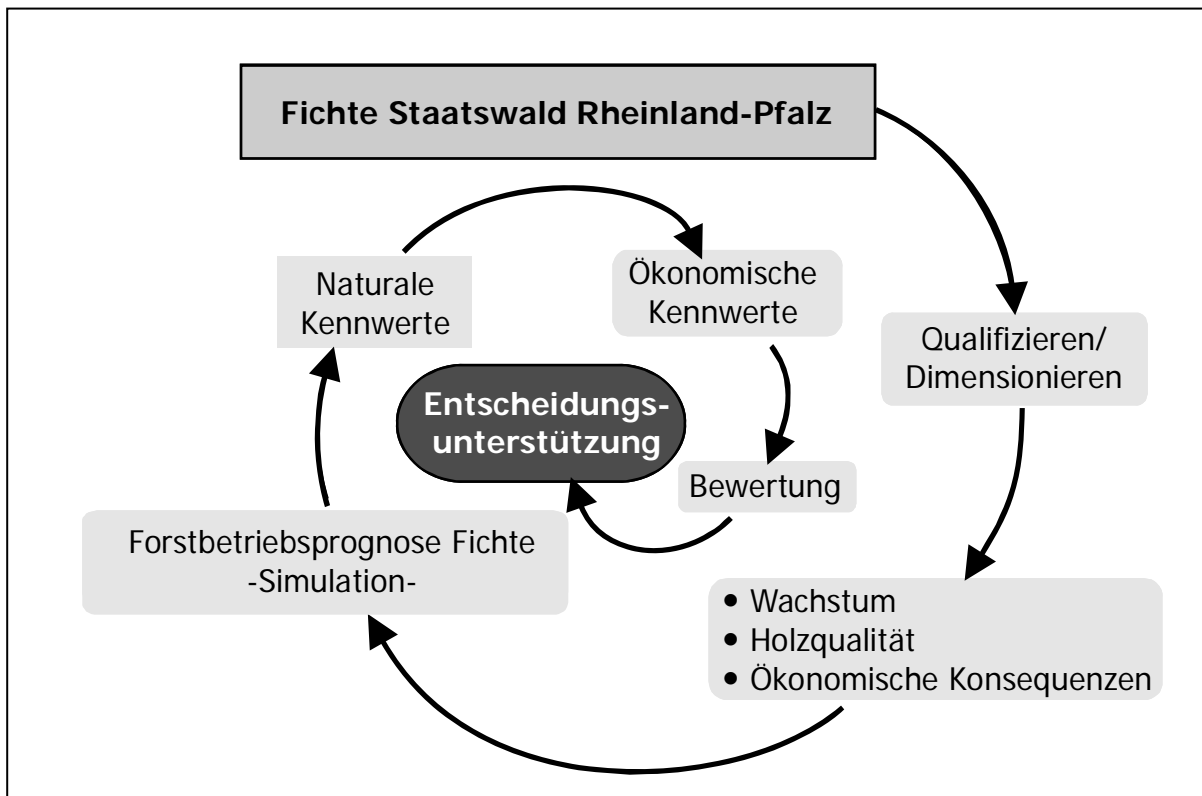 Fichte Staatswald Rheinland-Pfalz
Naturale
Kennwerte
Ökonomische
Kennwerte
Qualifizieren/
Dimensionieren
Entscheidungs-
unterstützung
Bewertung
Forstbetriebsprognose Fichte
-Simulation-
• Wachstum
• Holzqualität
• Ökonomische Konsequenzen